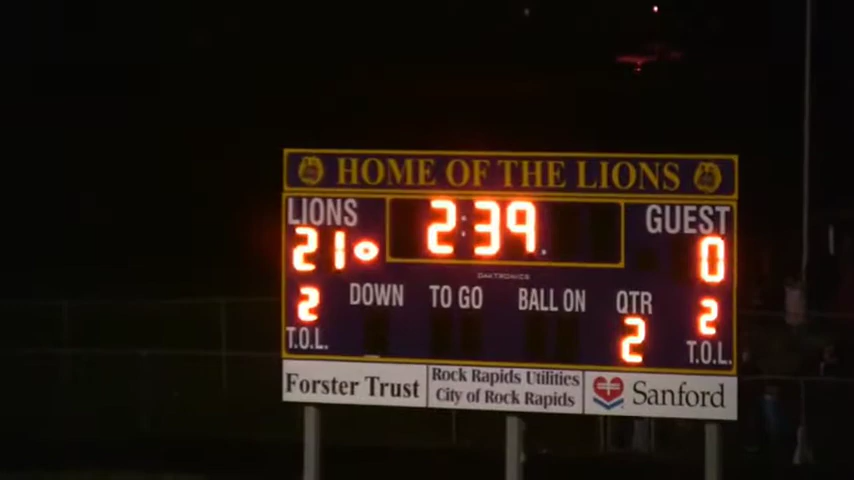 HOME OF THE LIONS
LIONS 2:39 GUEST
21 0
DAKTRONICS
DOWN TO GO BALL ON QTR
2 2 2
T.O.L. T.O.L.
Forster Trust
Rock Rapids Utilities
City of Rock Rapids
Sanford